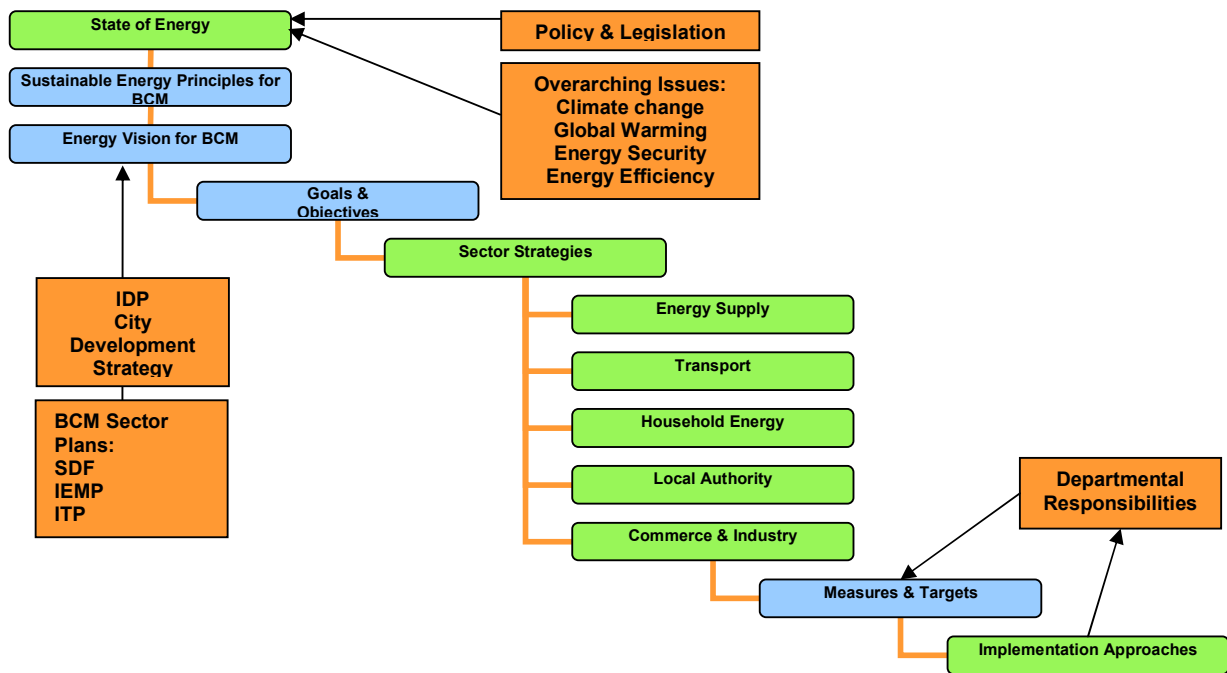 State of Energy
Policy & Legislation
Sustainable Energy Principles for
BCM
Overarching Issues:
Climate change
Global Warming
Energy Security
Energy Efficiency
Energy Vision for BCM
Goals &
Objectives
Sector Strategies
IDP
City
Development
Strategy
Energy Supply
Transport
BCM Sector
Plans:
SDF
IEMP
ITP
Household Energy
Local Authority
Departmental
Responsibilities
Commerce & Industry
Measures & Targets
Implementation Approaches